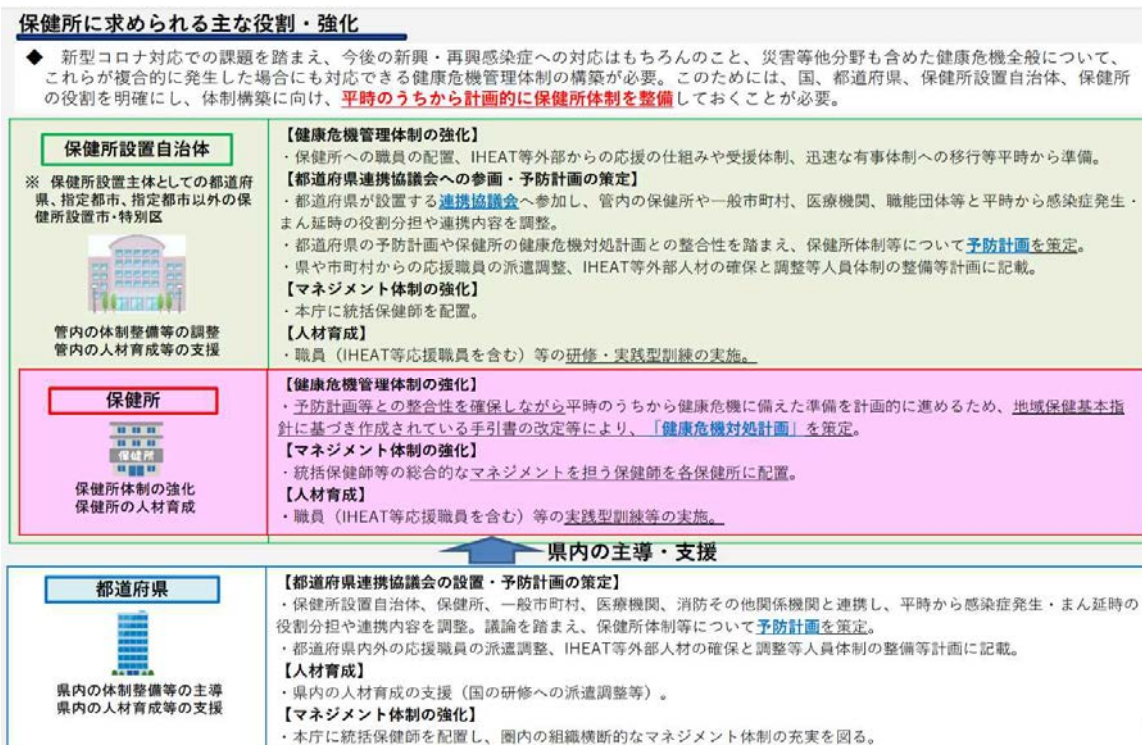 保健所に求められる主な役割・強化
◆ 新型コロナ対応での課題を踏まえ、今後の新興・再興感染症への対応はもちろんのこと、災害等他分野も含めた健康危機全般について、
これらが複合的に発生した場合にも対応できる健康危機管理体制の構築が必要。このためには、国、都道府県、保健所設置自治体、保健所
の役割を明確にし、体制構築に向け、平時のうちから計画的に保健所体制を整備しておくことが必要。
保健所設置自治体
※ 保健所設置主体としての都道府
県、指定都市、指定都市以外の保
健所設置市・特別区
管内の体制整備等の調整
管内の人材育成等の支援
【健康危機管理体制の強化】
・保健所への職員の配置、IHEAT等外部からの応援の仕組みや受援体制、迅速な有事体制への移行等平時から準備。
【都道府県連携協議会への参画・予防計画の策定】
・都道府県が設置する連携協議会へ参加し、管内の保健所や一般市町村、医療機関、職能団体等と平時から感染症発生・
まん延時の役割分担や連携内容を調整。
・都道府県の予防計画や保健所の健康危機対処計画との整合性を踏まえ、保健所体制等について予防計画を策定。
・県や市町村からの応援職員の派遣調整、IHEAT等外部人材の確保と調整等人員体制の整備等計画に記載。
【マネジメント体制の強化】
・本庁に統括保健師を配置。
【人材育成】
・職員（IHEAT等応援職員を含む）等の研修・実践型訓練の実施。
保健所
保健所
保健所体制の強化
保健所の人材育成
【健康危機管理体制の強化】
・予防計画等との整合性を確保しながら平時のうちから健康危機に備えた準備を計画的に進めるため、地域保健基本指
針に基づき作成されている手引書の改定等により、「健康危機対処計画」を策定。
【マネジメント体制の強化】
・統括保健師等の総合的なマネジメントを担う保健師を各保健所に配置。
【人材育成】
・職員（IHEAT等応援職員を含む）等の実践型訓練等の実施。
県内の主導・支援
都道府県
県内の体制整備等の主導
県内の人材育成等の支援
【都道府県連携協議会の設置・予防計画の策定】
・保健所設置自治体、保健所、一般市町村、医療機関、消防その他関係機関と連携し、平時から感染症発生・まん延時の
役割分担や連携内容を調整。議論を踏まえ、保健所体制等について予防計画を策定。
・都道府県内外の応援職員の派遣調整、IHEAT等外部人材の確保と調整等人員体制の整備等計画に記載。
【人材育成】
・県内の人材育成の支援（国の研修への派遣調整等）。
【マネジメント体制の強化】
・本庁に統括保健師を配置し、圏内の組織横断的なマネジメント体制の充実を図る。